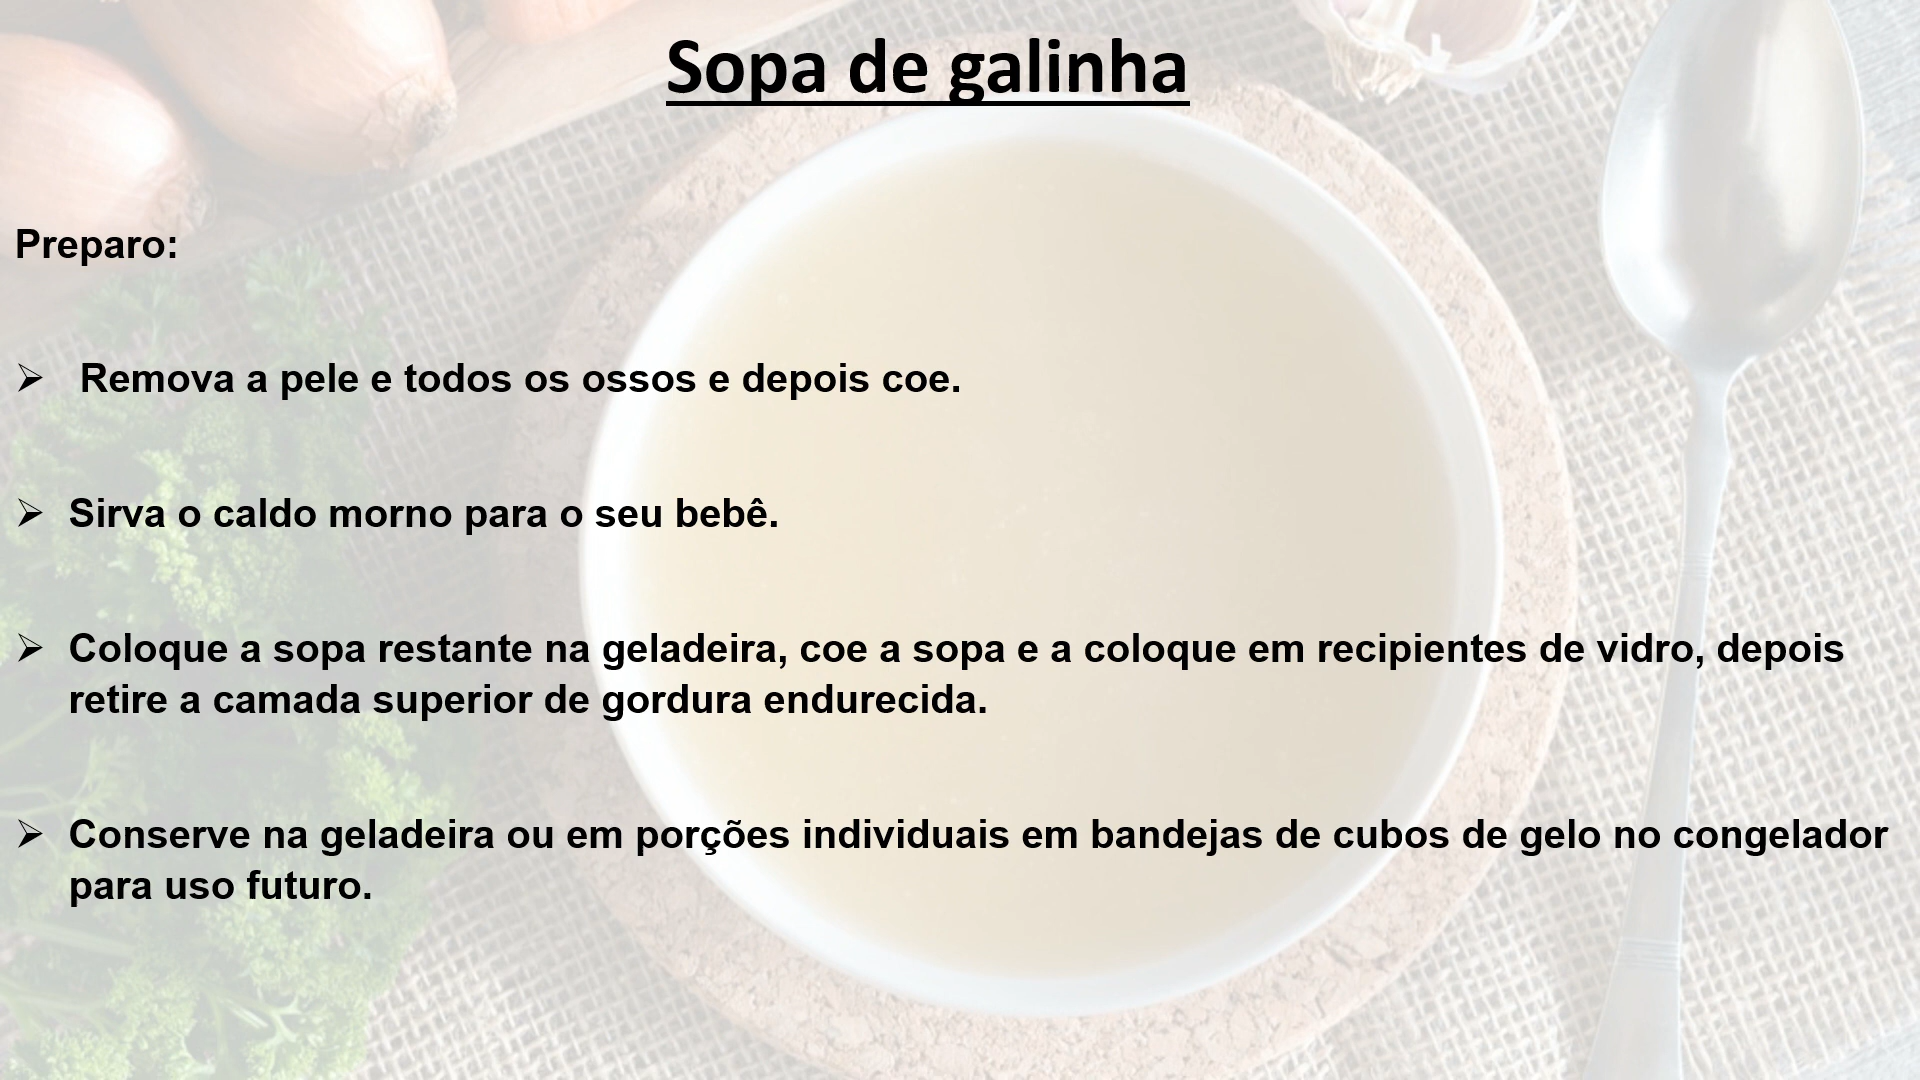 Sopa de galinha
Preparo:
➢ Remova a pele e todos os ossos e depois coe.
➢ Sirva o caldo morno para o seu bebê.
➢ Coloque a sopa restante na geladeira, coe a sopa e a coloque em recipientes de vidro, depois
retire a camada superior de gordura endurecida.
➢ Conserve na geladeira ou em porções individuais em bandejas de cubos de gelo no congelador
para uso futuro.